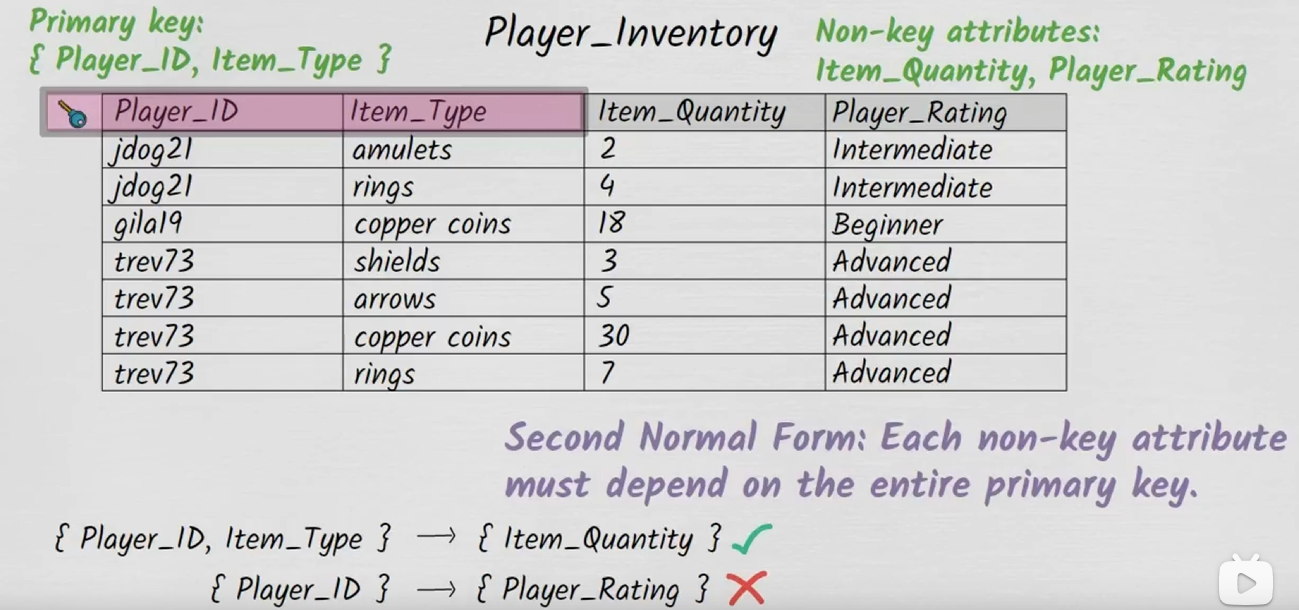 Primary key:
{ Player_ID, Item_Type }
Player_Inventory
Non-key attributes:
Item_Quantity, Player_Rating
Player_ID Item_Type Item_Quantity Player_Rating
jdog21 amulets 2 Intermediate
jdog21 rings 4 Intermediate
gila19 copper coins 18 Beginner
trev73 shields 3 Advanced
trev73 arrows 5 Advanced
trev73 copper coins 30 Advanced
trev73 rings 7 Advanced
Second Normal Form: Each non-key attribute
must depend on the entire primary key.
{ Player_ID, Item_Type } → { Item_Quantity } ✓
{ Player_ID } → { Player_Rating } ✗